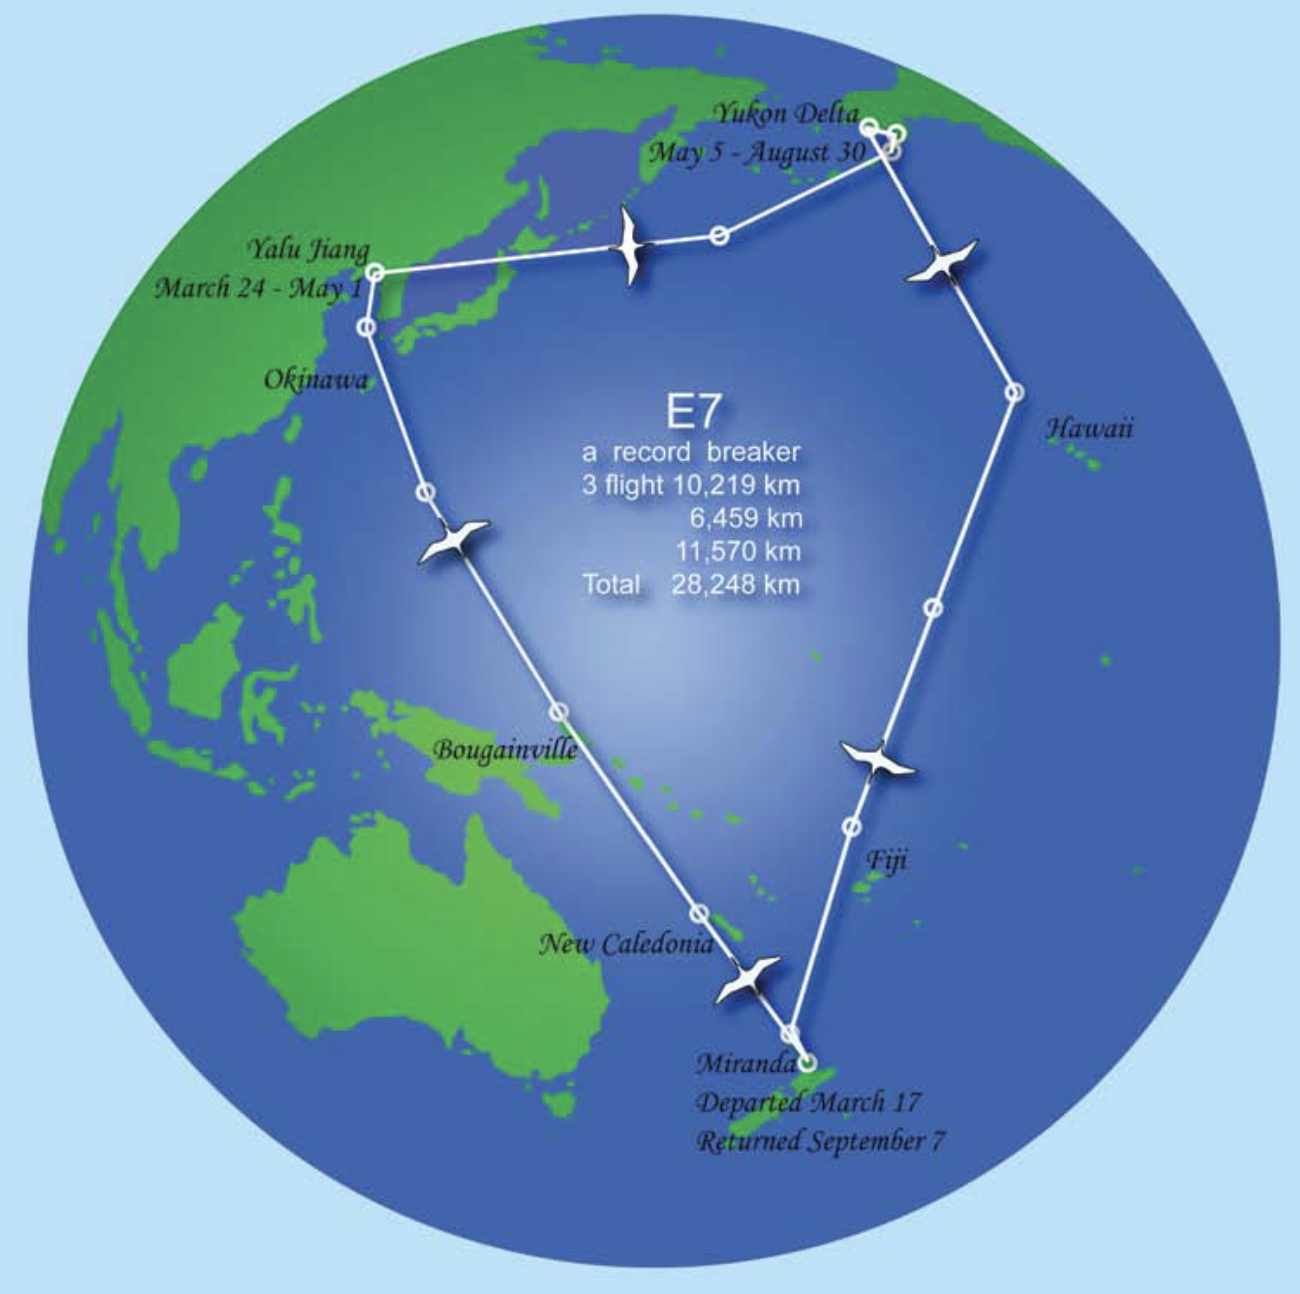 Yukon Delta
May 5 - August 30
Yalu Jiang
March 24 - May 1
Okinawa
E7
a record breaker
3 flight 10,219 km
6,459 km
11,570 km
Total 28,248 km
Hawaii
Bougainville
Fiji
New Caledonia
Miranda
Departed March 17
Returned September 7